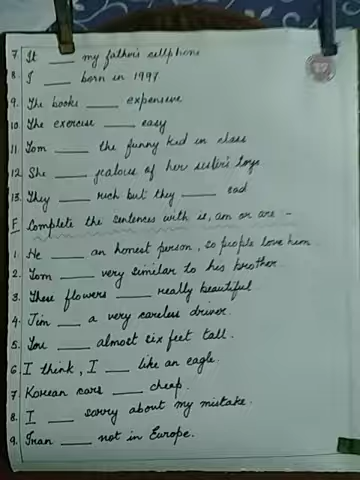 7 It ___ my father's cellphone
8. I ___ born in 1997
9. The books ___ expensive
10. The exercise ___ easy
11. Tom ___ the funny kid in class
12. She ___ jealous of her sister's toys
13. They ___ rich but they ___ sad
F Complete the sentences with is, am or are :-
1. He ___ an honest person, so people love him
2. Tom ___ very similar to his brother
3. These flowers ___ really beautiful
4. Jim ___ a very careless driver.
5. You ___ almost six feet tall.
6 I think, I ___ like an eagle.
7 Korean cars ___ cheap.
8. I ___ sorry about my mistake.
9. Iran ___ not in Europe.